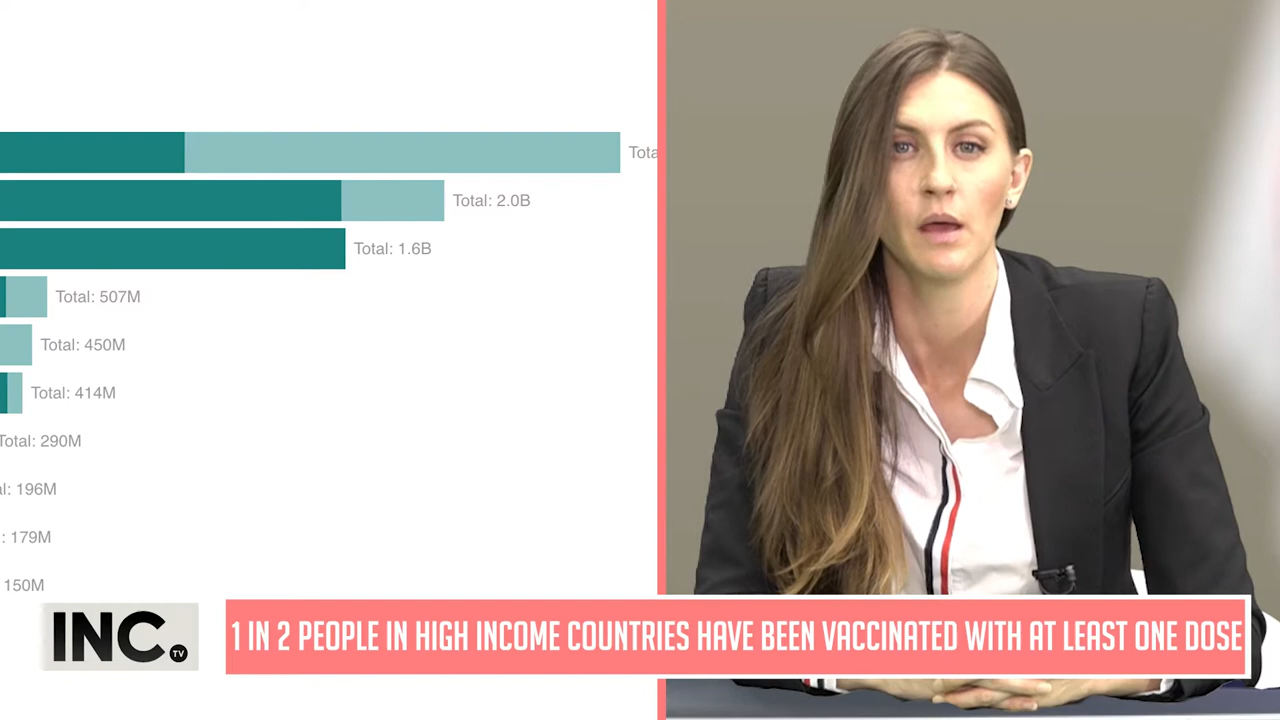 Total: 2.0B
Total: 1.6B
Total: 507M
Total: 450M
Total: 414M
Total: 290M
196M
179M
150M
INC.
TV
1 IN 2 PEOPLE IN HIGH INCOME COUNTRIES HAVE BEEN VACCINATED WITH AT LEAST ONE DOSE